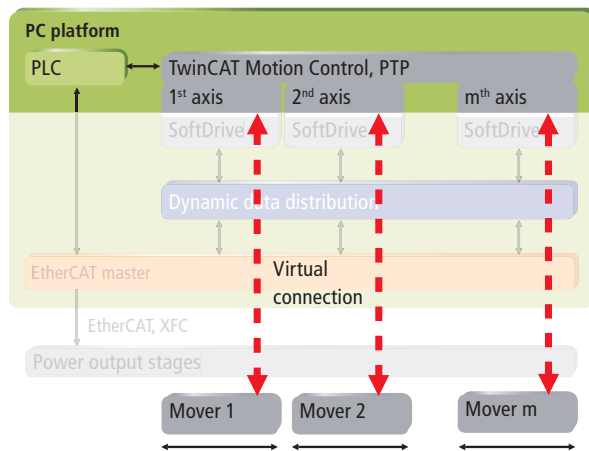 PC platform
PLC
TwinCAT Motion Control, PTP
1st axis
2nd axis
mth axis
SoftDrive
SoftDrive
SoftDrive
Dynamic data distribution
EtherCAT master
Virtual
connection
EtherCAT, XFC
Power output stages
Mover 1
Mover 2
Mover m